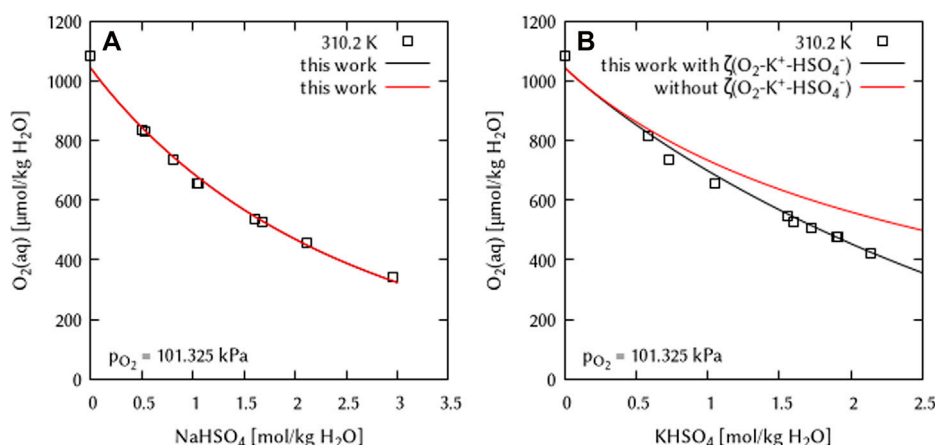 A
310.2 K
this work
this work
O₂(aq) [µmol/kg H₂O]
1200
1000
800
600
400
200
0
p_O₂ = 101.325 kPa
0 0.5 1 1.5 2 2.5 3 3.5
NaHSO₄ [mol/kg H₂O]
B
310.2 K
this work with ζ(O₂-K⁺-HSO₄⁻)
without ζ(O₂-K⁺-HSO₄⁻)
O₂(aq) [µmol/kg H₂O]
1200
1000
800
600
400
200
0
p_O₂ = 101.325 kPa
0 0.5 1 1.5 2 2.5
KHSO₄ [mol/kg H₂O]